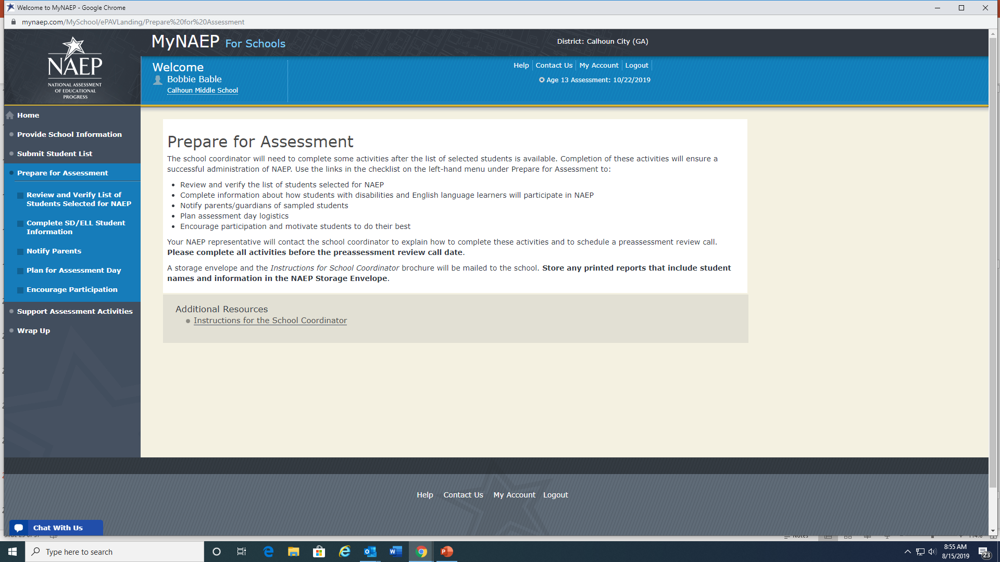 Welcome to MyNAEP - Google Chrome
mynaep.com/MySchool/ePAVLanding/Prepare%20for%20Assessment
NAEP
NATIONAL ASSESSMENT
OF EDUCATIONAL
PROGRESS
MyNAEP For Schools
District: Calhoun City (GA)
Welcome
Bobbie Bable
Calhoun Middle School
Help
Contact Us
My Account
Logout
Age 13 Assessment: 10/22/2019
Home
Provide School Information
Submit Student List
Prepare for Assessment
Review and Verify List of
Students Selected for NAEP
Complete SD/ELL Student
Information
Notify Parents
Plan for Assessment Day
Encourage Participation
Support Assessment Activities
Wrap Up
Prepare for Assessment
The school coordinator will need to complete some activities after the list of selected students is available. Completion of these activities will ensure a
successful administration of NAEP. Use the links in the checklist on the left-hand menu under Prepare for Assessment to:
• Review and verify the list of students selected for NAEP
• Complete information about how students with disabilities and English language learners will participate in NAEP
• Notify parents/guardians of sampled students
• Plan assessment day logistics
• Encourage participation and motivate students to do their best
Your NAEP representative will contact the school coordinator to explain how to complete these activities and to schedule a preassessment review call.
Please complete all activities before the preassessment review call date.
A storage envelope and the Instructions for School Coordinator brochure will be mailed to the school. Store any printed reports that include student
names and information in the NAEP Storage Envelope.
Additional Resources
Instructions for the School Coordinator
Help
Contact Us
My Account
Logout
Chat With Us
Notes
Type here to search
8:55 AM
8/15/2019
23